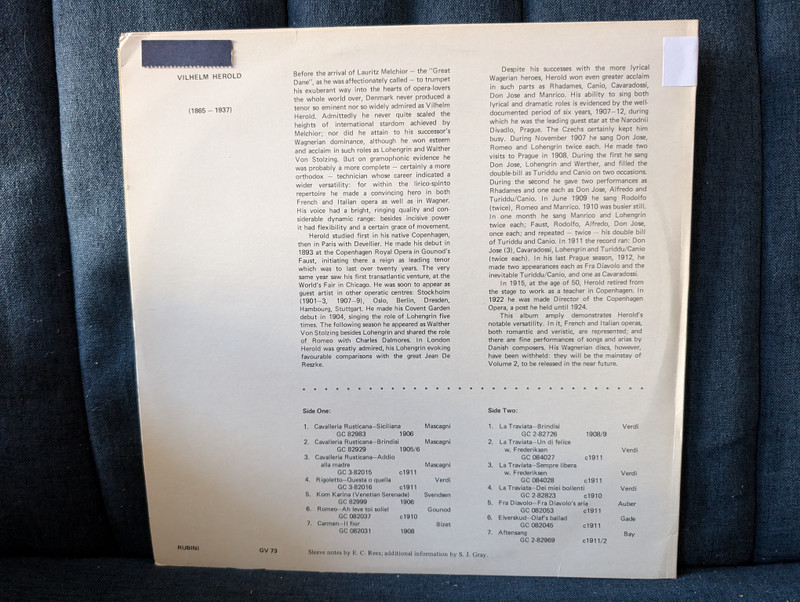 VILHELM HEROLD
(1865 – 1937)
Before the arrival of Lauritz Melchior – the "Great
Dane", as he was affectionately called – to trumpet
his exuberant way into the hearts of opera-lovers
the whole world over, Denmark never produced a
tenor so eminent nor so widely admired as Vilhelm
Herold. Admittedly he never quite scaled the
heights of international stardom achieved by
Melchior; nor did he attain to his successor's
Wagnerian dominance, although he won esteem
and acclaim in such roles as Lohengrin and Walther
Von Stolzing. But on gramophonic evidence he
was probably a more complete – certainly a more
orthodox – technician whose career indicated a
wider versatility: for within the lirico-spinto
repertoire he made a convincing hero in both
French and Italian opera as well as in Wagner.
His voice had a bright, ringing quality and con-
siderable dynamic range: besides incisive power
it had flexibility and a certain grace of movement.
Herold studied first in his native Copenhagen,
then in Paris with Devellier. He made his debut in
1893 at the Copenhagen Royal Opera in Gounod's
Faust, initiating there a reign as leading tenor
which was to last over twenty years. The very
same year saw his first transatlantic venture, at the
World's Fair in Chicago. He was soon to appear as
guest artist in other operatic centres: Stockholm
(1901–3, 1907–9), Oslo, Berlin, Dresden,
Hambourg, Stuttgart. He made his Covent Garden
debut in 1904, singing the role of Lohengrin five
times. The following season he appeared as Walther
Von Stolzing besides Lohengrin and shared the role
of Romeo with Charles Dalmores. In London
Herold was greatly admired, his Lohengrin evoking
favourable comparisons with the great Jean De
Reszke.
Despite his successes with the more lyrical
Wagerian heroes, Herold won even greater acclaim
in such parts as Rhadames, Canio, Cavaradossi,
Don Jose and Manrico. His ability to sing both
lyrical and dramatic roles is evidenced by the well-
documented period of six years, 1907–12, during
which he was the leading guest star at the Narodnii
Divadlo, Prague. The Czechs certainly kept him
busy. During November 1907 he sang Don Jose,
Romeo and Lohengrin twice each. He made two
visits to Prague in 1908. During the first he sang
Don Jose, Lohengrin and Werther, and filled the
double-bill as Turiddu and Canio on two occasions.
During the second he gave two performances as
Rhadames and one each as Don Jose, Alfredo and
Turiddu/Canio. In June 1909 he sang Rodolfo
(twice), Romeo and Manrico. 1910 was busier still.
In one month he sang Manrico and Lohengrin
twice each; Faust, Rodolfo, Alfredo, Don Jose,
once each; and repeated – twice – his double bill
of Turiddu and Canio. In 1911 the record ran: Don
Jose (3), Cavaradossi, Lohengrin and Turiddu/Canio
(twice each). In his last Prague season, 1912, he
made two appearances each as Fra Diavolo and the
inevitable Turiddu/Canio, and one as Cavaradossi.
In 1915, at the age of 50, Herold retired from
the stage to work as a teacher in Copenhagen. In
1922 he was made Director of the Copenhagen
Opera, a post he held until 1924.
This album amply demonstrates Herold's
notable versatility. In it, French and Italian operas,
both romantic and veristic, are represented; and
there are fine performances of songs and arias by
Danish composers. His Wagnerian discs, however,
have been withheld: they will be the mainstay of
Volume 2, to be released in the near future.
Side One:
1. Cavalleria Rusticana–Siciliana Mascagni
GC 82983 1906
2. Cavalleria Rusticana–Brindisi Mascagni
GC 82929 1905/6
3. Cavalleria Rusticana–Addio
alla madre Mascagni
GC 3-82015 c1911
4. Rigoletto–Questa o quella Verdi
GC 3-82016 c1911
5. Kom Karina (Venetian Serenade) Svendsen
GC 82999 1906
6. Romeo–Ah leve toi soliel Gounod
GC 082037 c1910
7. Carmen–Il fior Bizet
GC 082031 1908
Side Two:
1. La Traviata–Brindisi Verdi
GC 2-82726 1908/9
2. La Traviata–Un di felice
w. Frederiksen Verdi
GC 084027 c1911
3. La Traviata–Sempre libera
w. Frederiksen Verdi
GC 084028 c1911
4. La Traviata–Dei miei bollenti Verdi
GC 2-82823 c1910
5. Fra Diavolo–Fra Diavolo's aria Auber
GC 082053 c1911
6. Elverskud–Olaf's ballad Gade
GC 082045 c1911
7. Aftensang Bay
GC 2-82969 c1911/2
RUBINI GV 73
Sleeve notes by E. C. Rees; additional information by S. J. Gray.